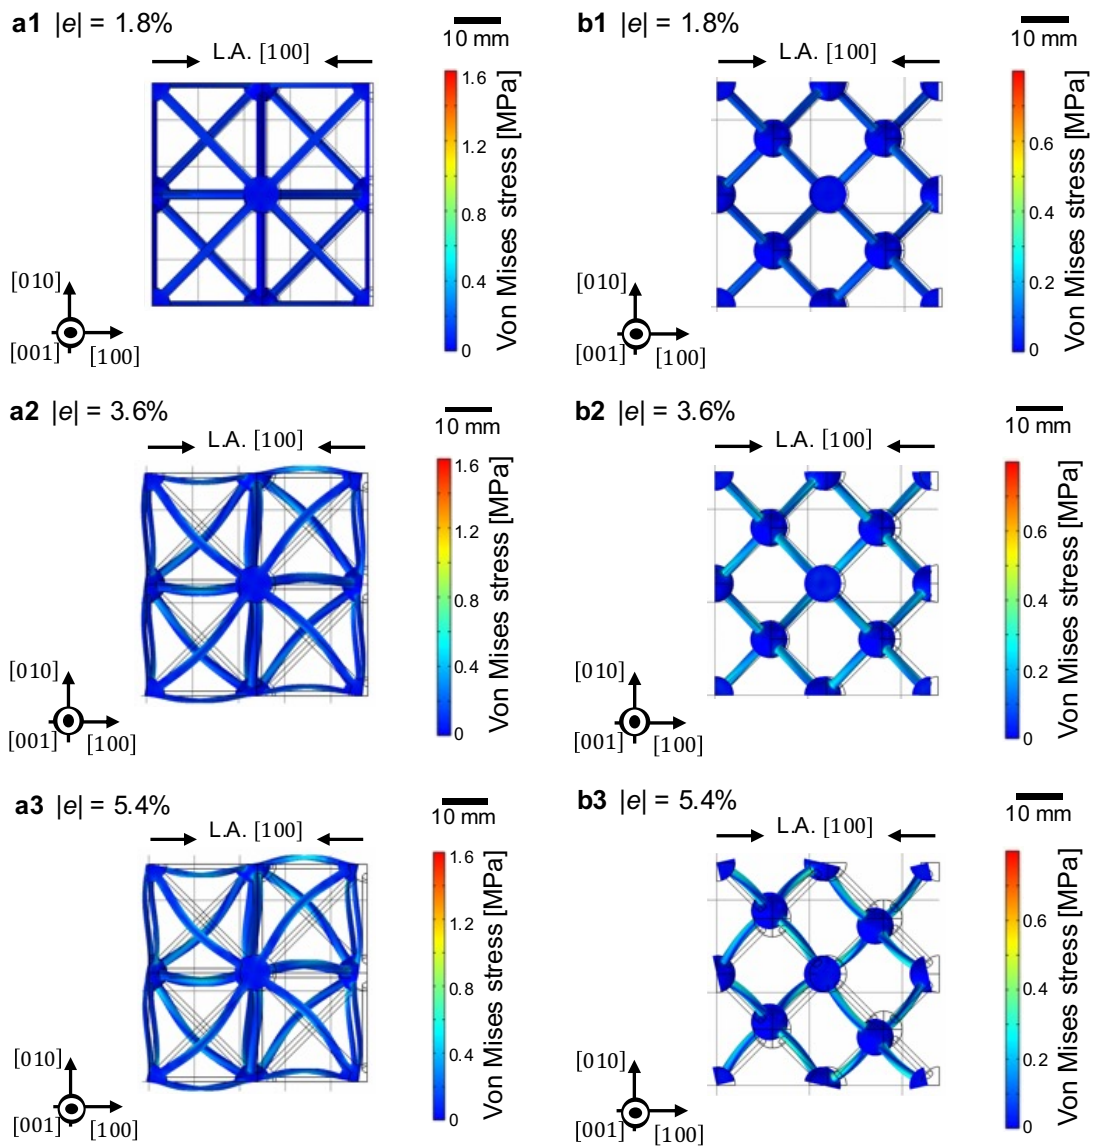 a1 |e| = 1.8%
10 mm
L.A. [100]
1.6
1.2
0.8
0.4
0
Von Mises stress [MPa]
[010]
[001]
[100]
b1 |e| = 1.8%
10 mm
L.A. [100]
0.6
0.4
0.2
0
Von Mises stress [MPa]
[010]
[001]
[100]
a2 |e| = 3.6%
10 mm
L.A. [100]
1.6
1.2
0.8
0.4
0
Von Mises stress [MPa]
[010]
[001]
[100]
b2 |e| = 3.6%
10 mm
L.A. [100]
0.6
0.4
0.2
0
Von Mises stress [MPa]
[010]
[001]
[100]
a3 |e| = 5.4%
10 mm
L.A. [100]
1.6
1.2
0.8
0.4
0
Von Mises stress [MPa]
[010]
[001]
[100]
b3 |e| = 5.4%
10 mm
L.A. [100]
0.6
0.4
0.2
0
Von Mises stress [MPa]
[010]
[001]
[100]